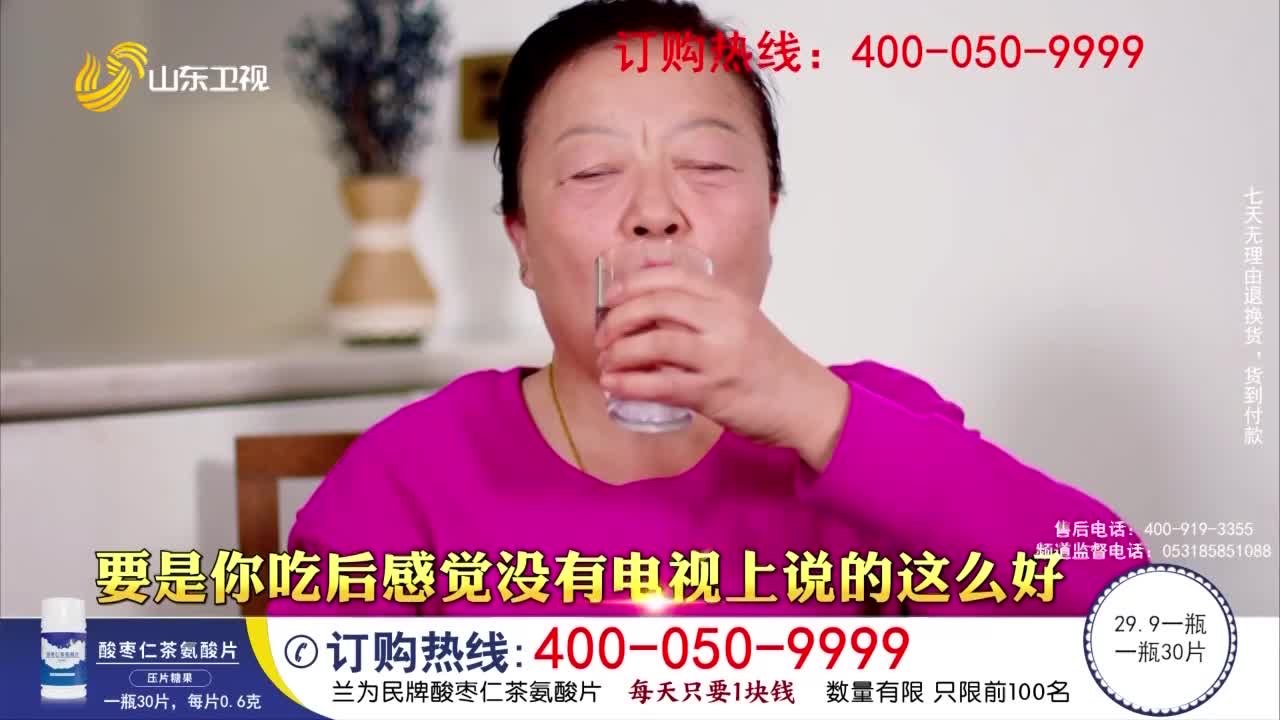 山东卫视
订购热线：400-050-9999
七天无理由退换货，货到付款
售后电话：400-919-3355
频道监督电话：053185851088
要是你吃后感觉没有电视上说的这么好
酸枣仁茶氨酸片
压片糖果
一瓶30片，每片0.6克
订购热线:400-050-9999
兰为民牌酸枣仁茶氨酸片 每天只要1块钱 数量有限 只限前100名
29.9一瓶
一瓶30片